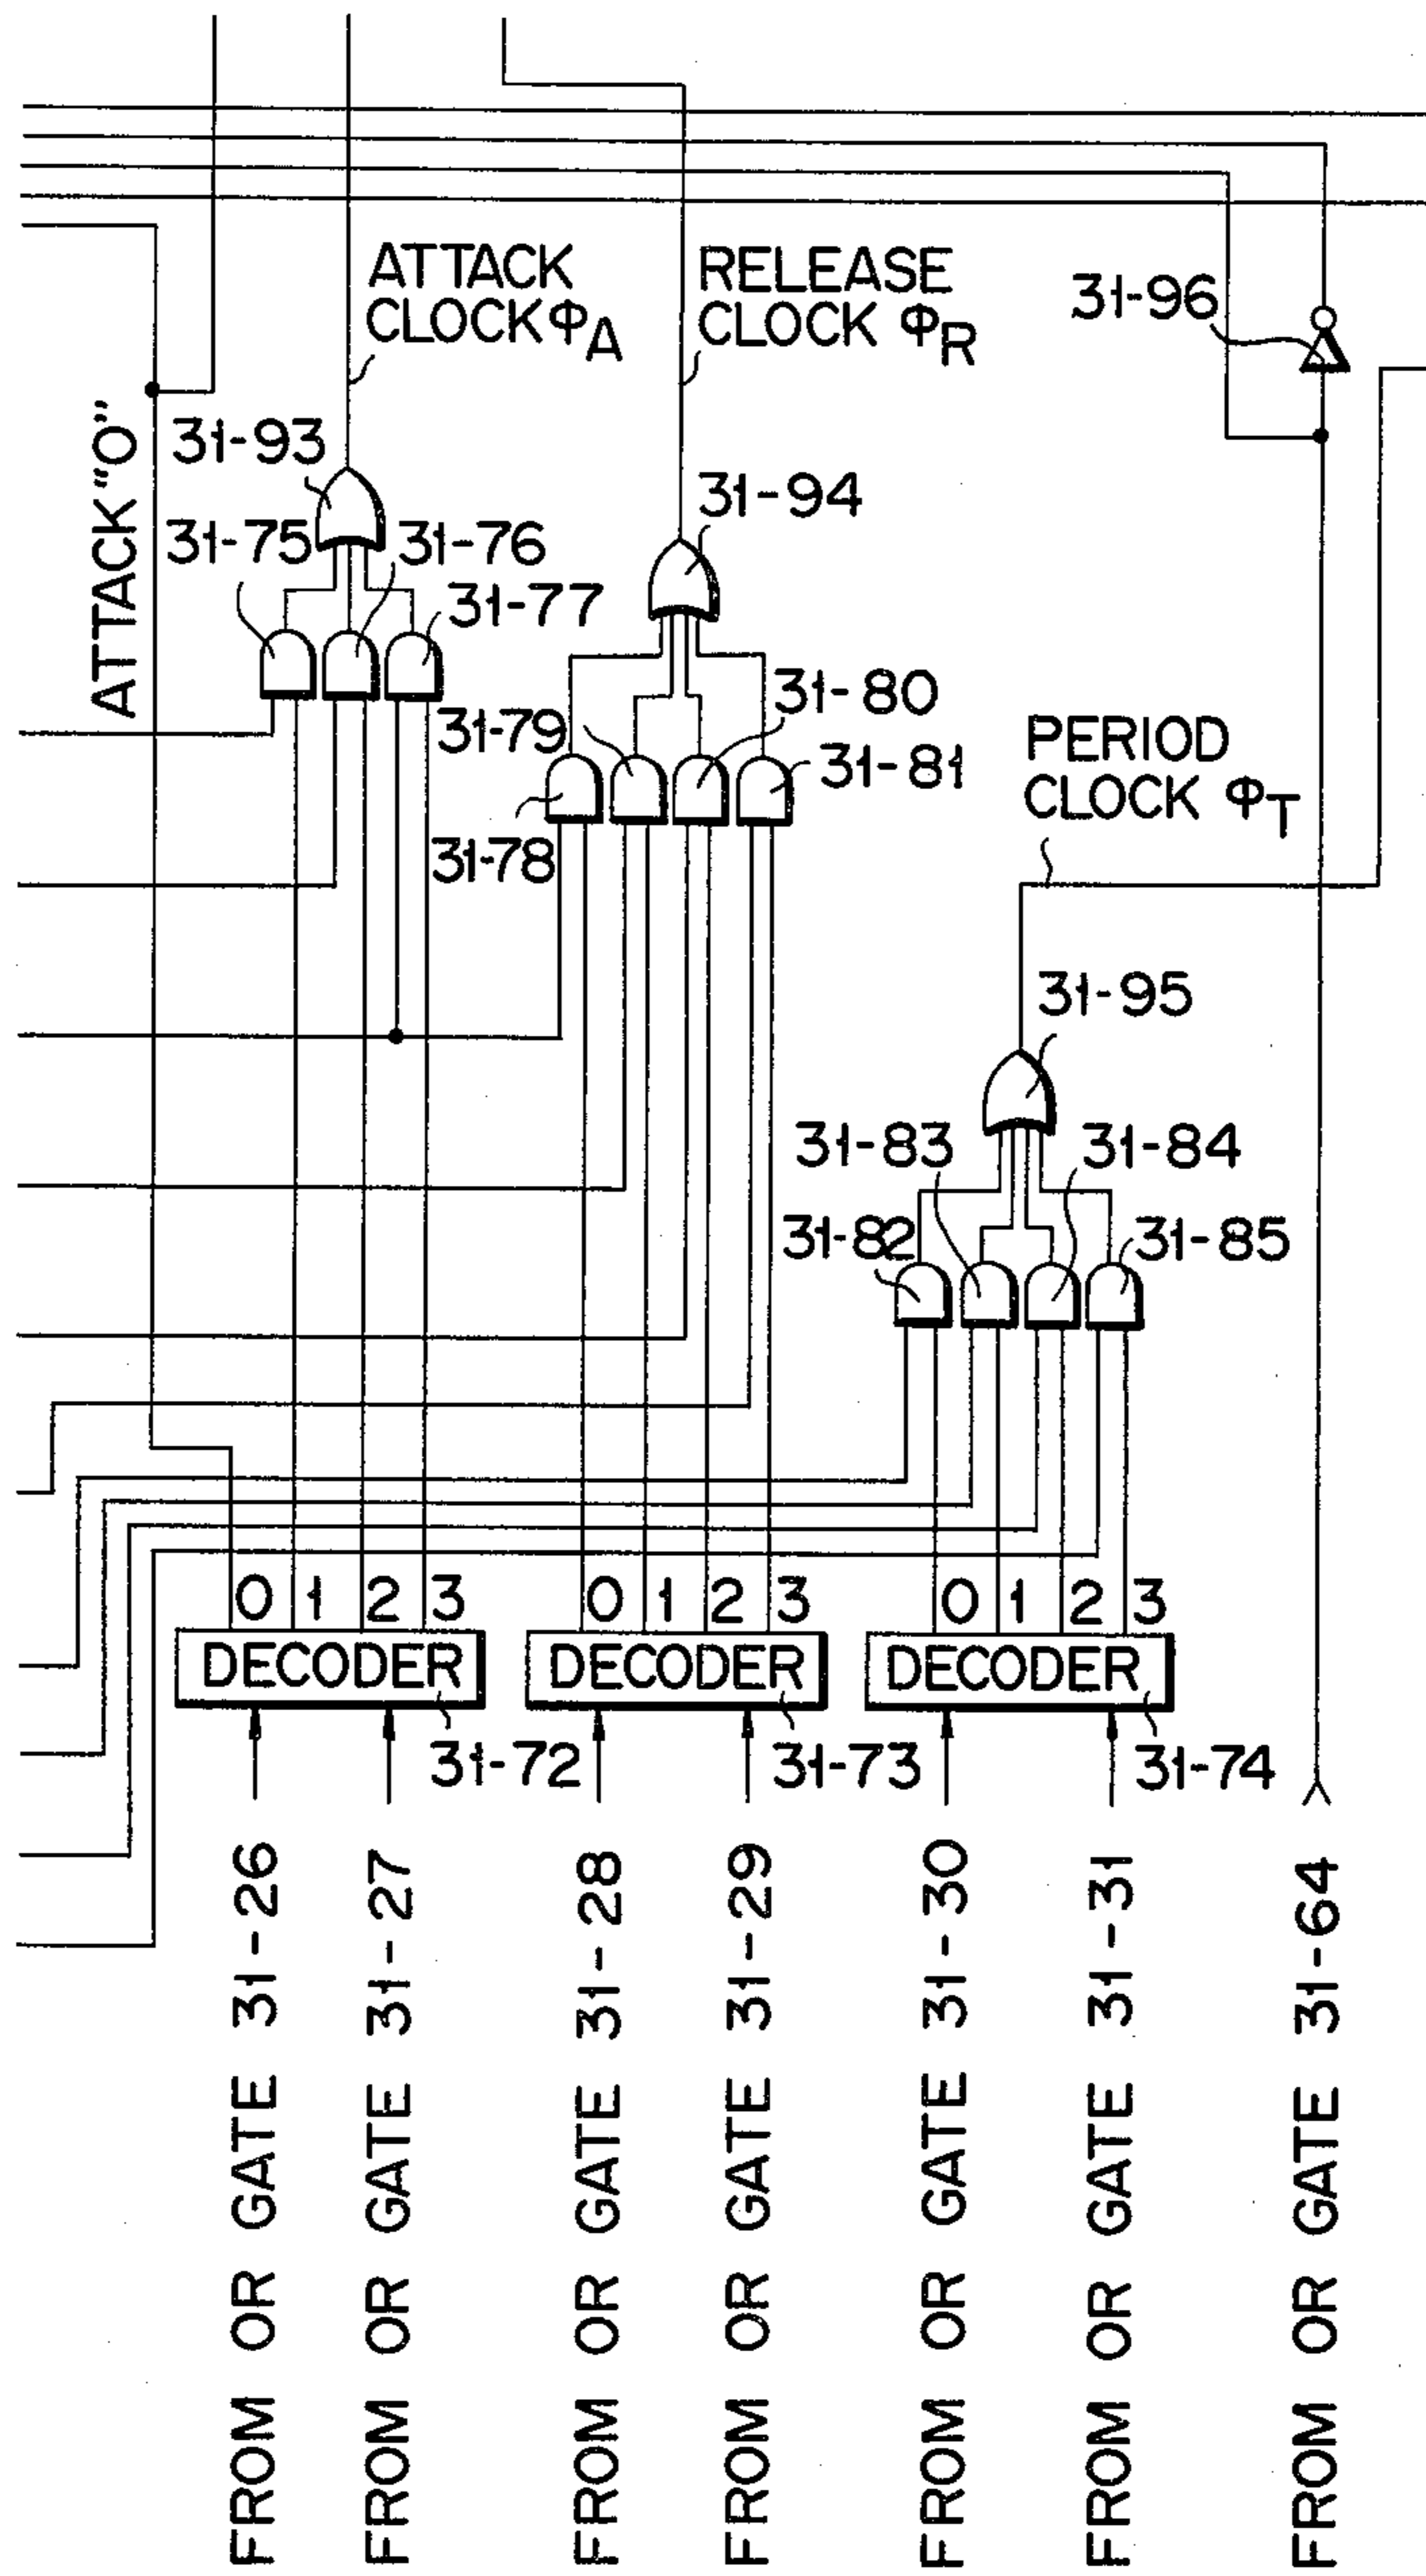 ATTACK
CLOCK ΦA
RELEASE
CLOCK ΦR
31-96
ATTACK "0"
31-93
31-94
31-75
31-76
31-77
31-79
31-80
31-81
31-78
PERIOD
CLOCK ΦT
31-95
31-83
31-84
31-82
31-85
0 1 2 3
0 1 2 3
0 1 2 3
DECODER
DECODER
DECODER
31-72
31-73
31-74
FROM OR GATE 31-26
FROM OR GATE 31-27
FROM OR GATE 31-28
FROM OR GATE 31-29
FROM OR GATE 31-30
FROM OR GATE 31-31
FROM OR GATE 31-64